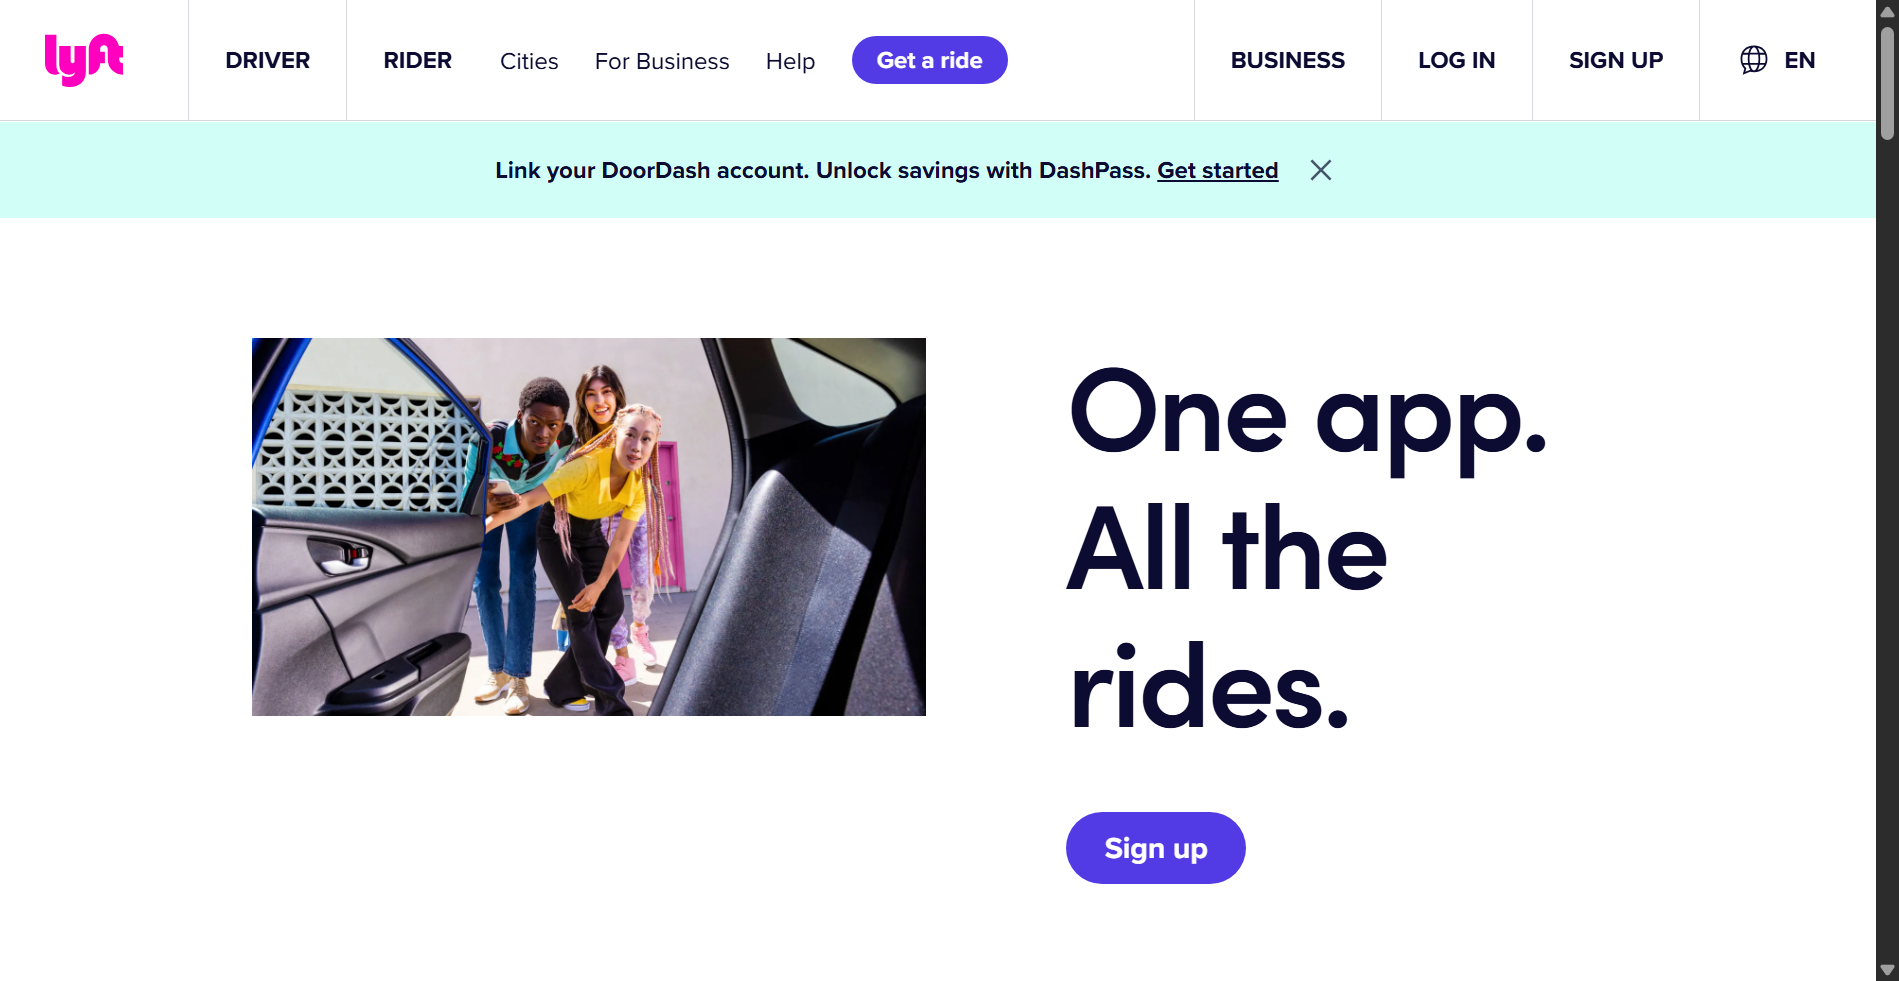 lyft
DRIVER
RIDER
Cities
For Business
Help
Get a ride
BUSINESS
LOG IN
SIGN UP
EN
Link your DoorDash account. Unlock savings with DashPass. Get started
One app.
All the
rides.
Sign up